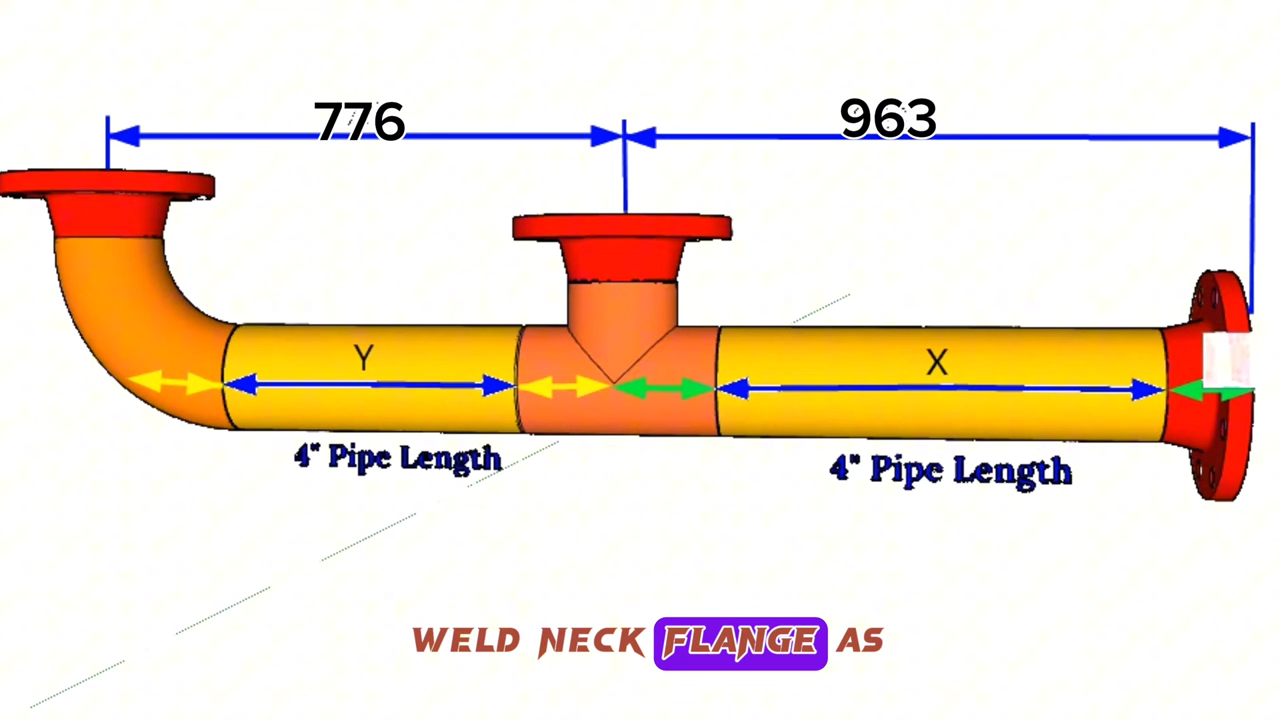 776
963
Y
X
4" Pipe Length
4" Pipe Length
WELD NECK FLANGE AS